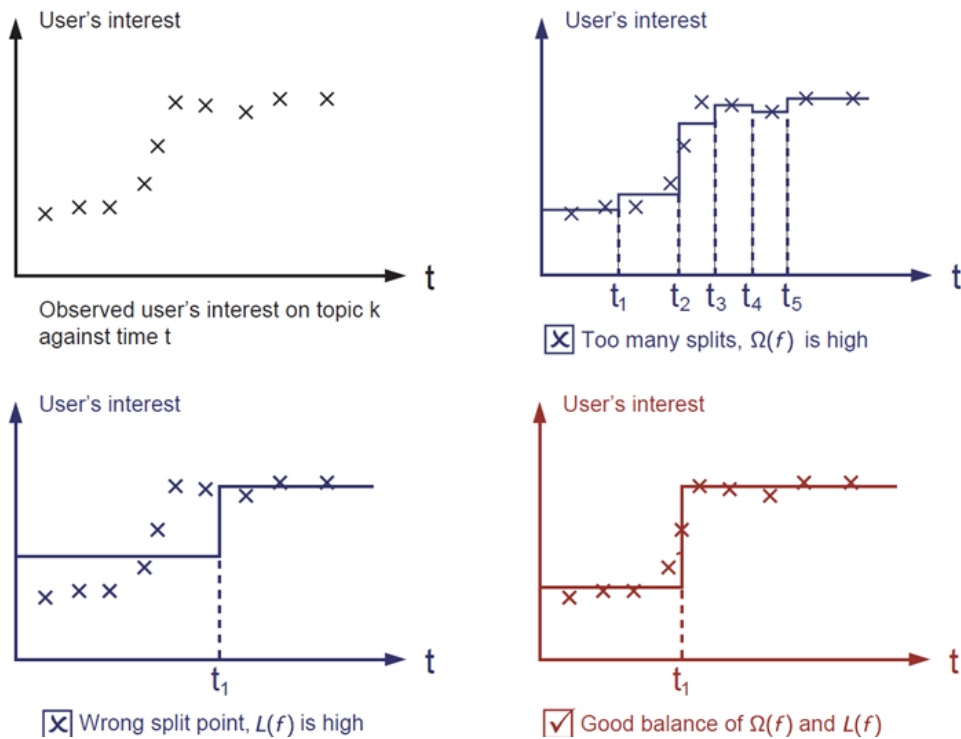 User's interest
t
Observed user's interest on topic k
against time t
User's interest
t
t₁ t₂ t₃ t₄ t₅
Too many splits, Ω(f) is high
User's interest
t
t₁
Wrong split point, L(f) is high
User's interest
t
t₁
Good balance of Ω(f) and L(f)